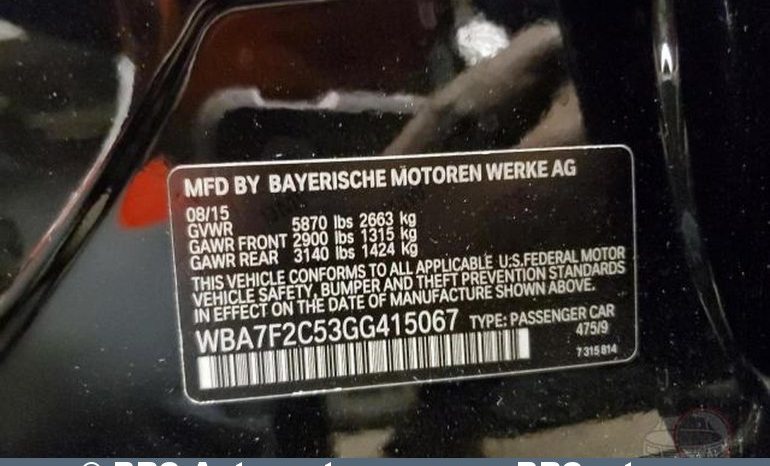 MFD BY BAYERISCHE MOTOREN WERKE AG
08/15
GVWR 5870 lbs 2663 kg
GAWR FRONT 2900 lbs 1315 kg
GAWR REAR 3140 lbs 1424 kg
THIS VEHICLE CONFORMS TO ALL APPLICABLE U.S.FEDERAL MOTOR
VEHICLE SAFETY, BUMPER AND THEFT PREVENTION STANDARDS
IN EFFECT ON THE DATE OF MANUFACTURE SHOWN ABOVE.
WBA7F2C53GG415067 TYPE: PASSENGER CAR
475/9
7 315 814